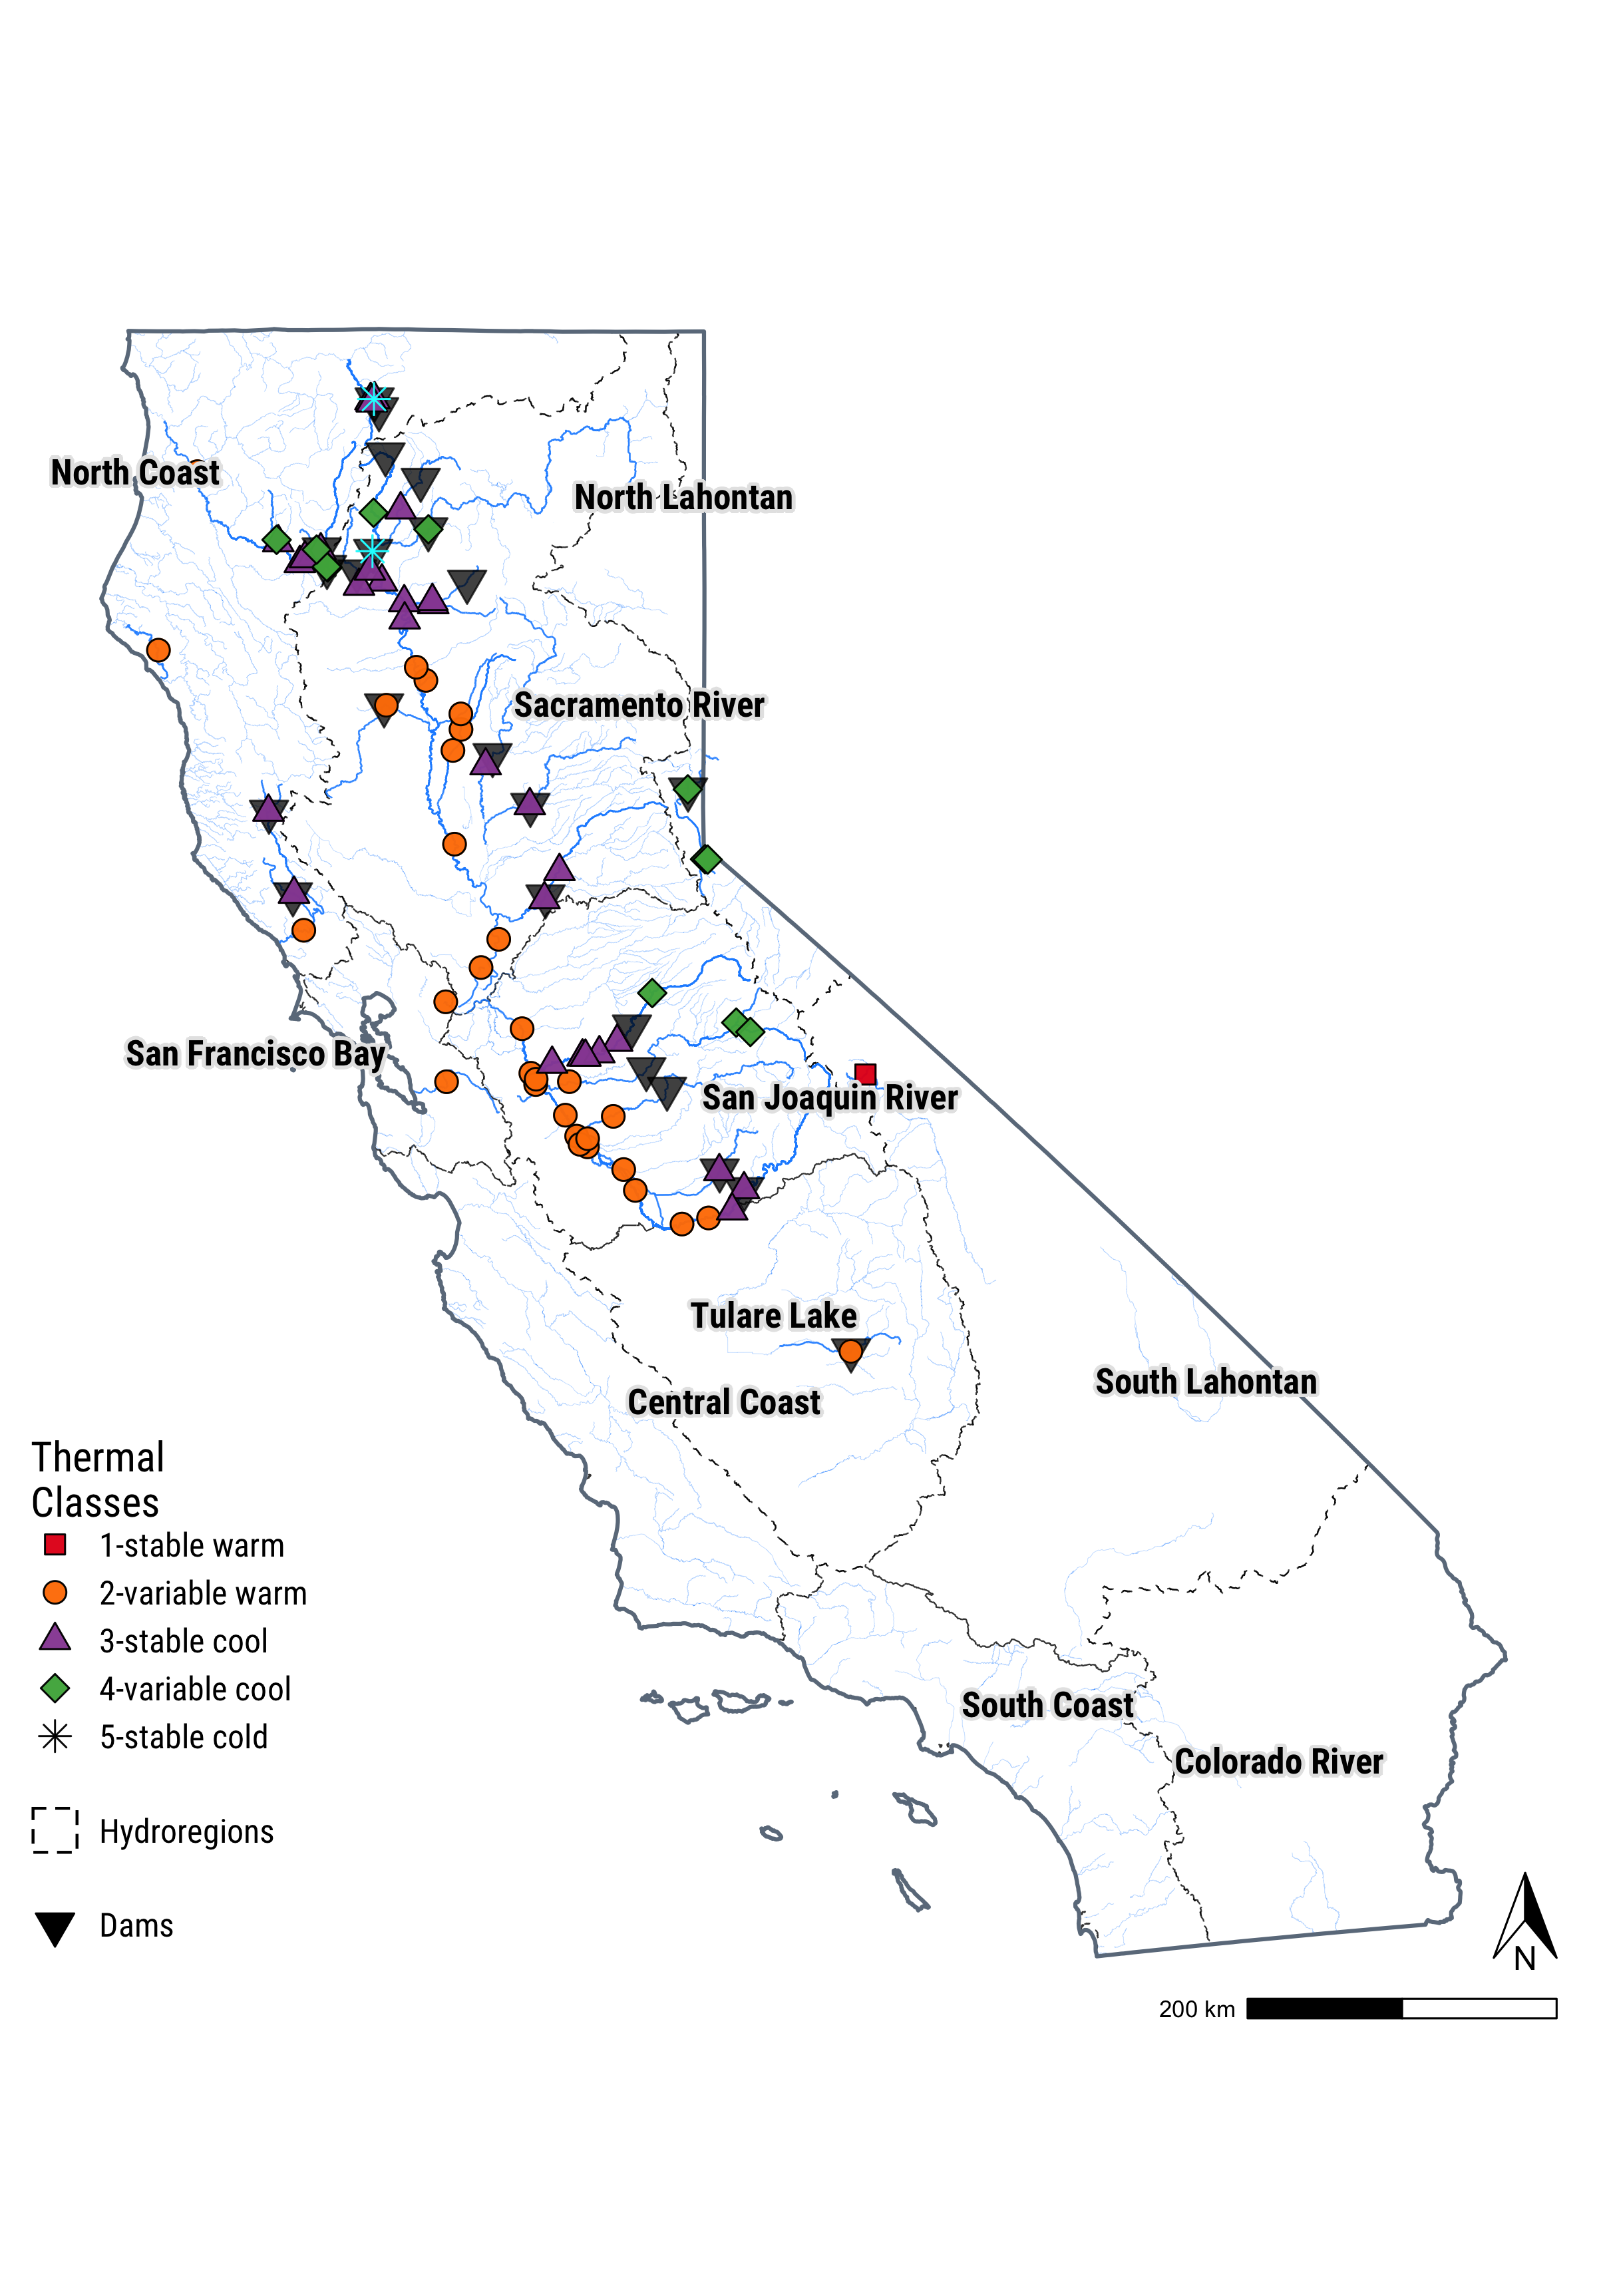 North Coast
North Lahontan
Sacramento River
San Francisco Bay
San Joaquin River
Tulare Lake
South Lahontan
Central Coast
Thermal
Classes
1-stable warm
2-variable warm
3-stable cool
4-variable cool
5-stable cold
Hydroregions
Dams
South Coast
Colorado River
N
200 km